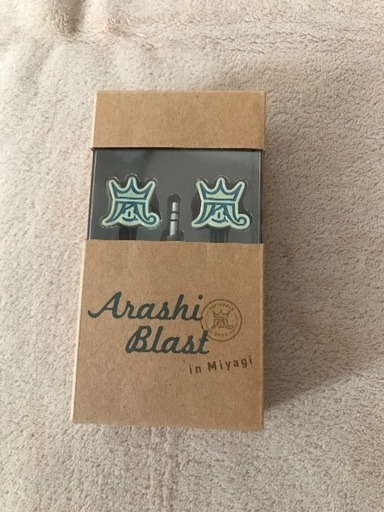 嵐 嵐
Arashi
Blast
in Miyagi